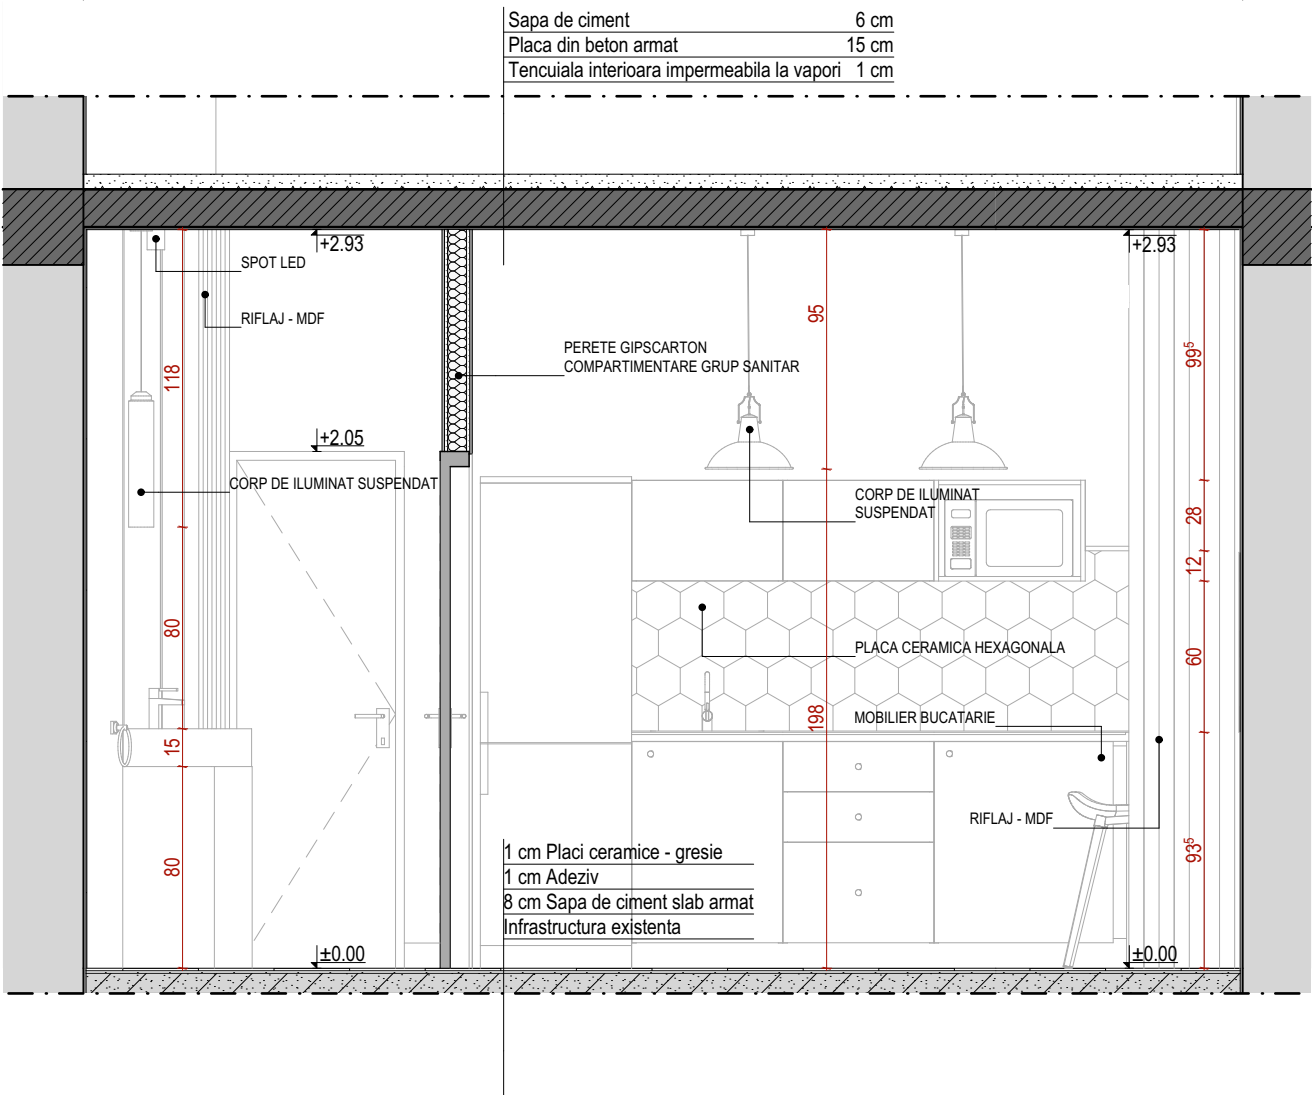 Sapa de ciment 6 cm
Placa din beton armat 15 cm
Tencuiala interioara impermeabila la vapori 1 cm
+2.93
+2.93
SPOT LED
RIFLAJ - MDF
95
PERETE GIPSCARTON
COMPARTIMENTARE GRUP SANITAR
99⁵
118
+2.05
CORP DE ILUMINAT SUSPENDAT
CORP DE ILUMINAT
SUSPENDAT
28
12
80
PLACA CERAMICA HEXAGONALA
60
198
MOBILIER BUCATARIE
15
RIFLAJ - MDF
80
93⁵
1 cm Placi ceramice - gresie
1 cm Adeziv
8 cm Sapa de ciment slab armat
Infrastructura existenta
±0.00
±0.00